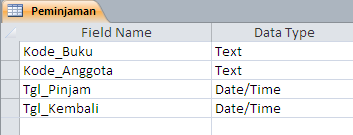 Peminjaman
Field Name Data Type
Kode_Buku Text
Kode_Anggota Text
Tgl_Pinjam Date/Time
Tgl_Kembali Date/Time